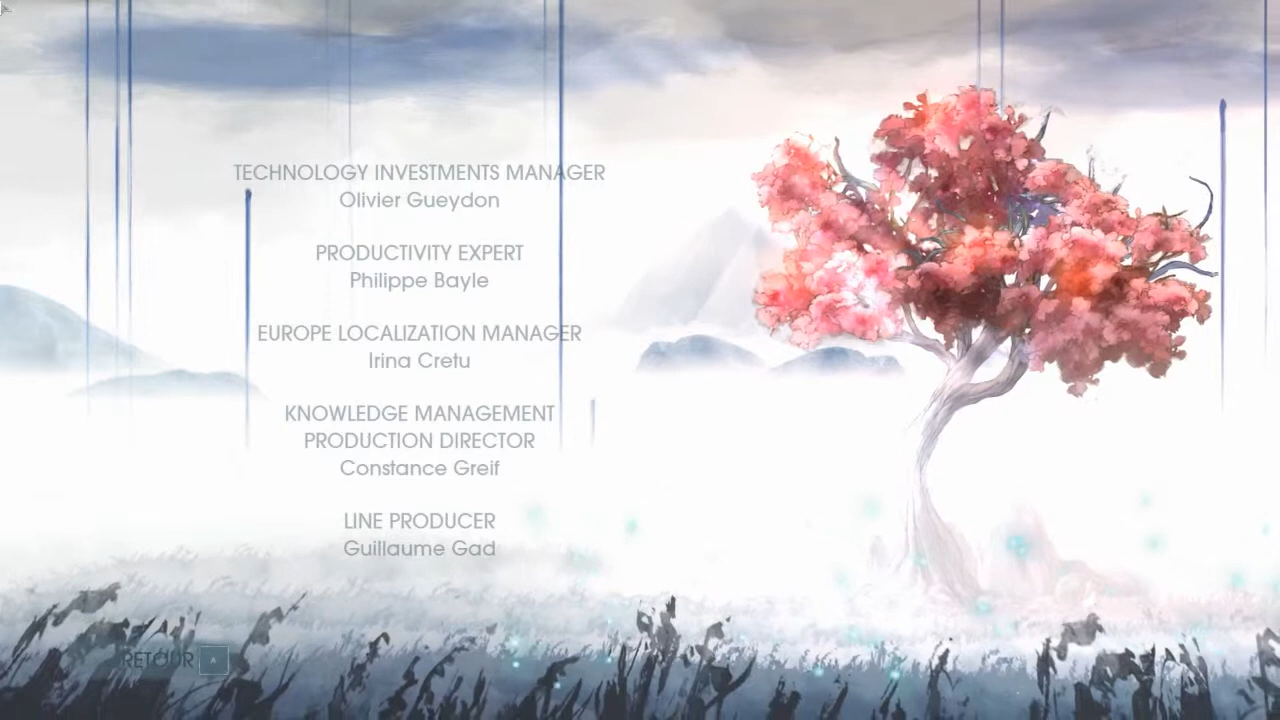 TECHNOLOGY INVESTMENTS MANAGER
Olivier Gueydon
PRODUCTIVITY EXPERT
Philippe Bayle
EUROPE LOCALIZATION MANAGER
Irina Cretu
KNOWLEDGE MANAGEMENT
PRODUCTION DIRECTOR
Constance Greif
LINE PRODUCER
Guillaume Gad
RETOUR